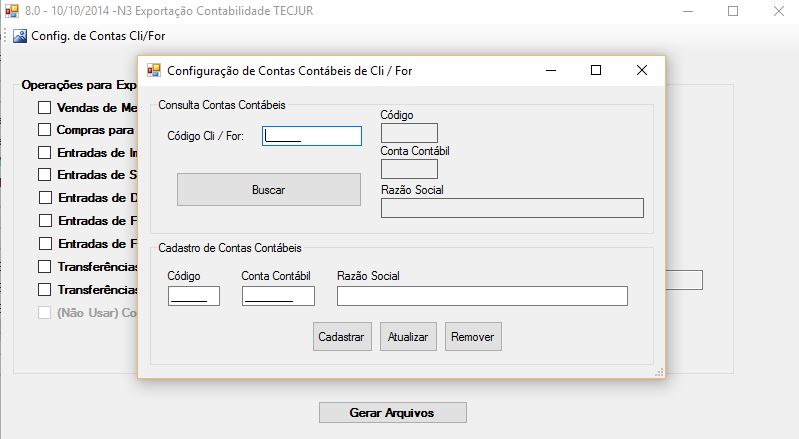 8.0 - 10/10/2014 -N3 Exportação Contabilidade TECJUR
Config. de Contas Cli/For
Operações para Exp
Vendas de Me
Compras para
Entradas de Im
Entradas de S
Entradas de D
Entradas de F
Entradas de F
Transferências
Transferências
(Não Usar) Co
Configuração de Contas Contábeis de Cli / For
Consulta Contas Contábeis
Código Cli / For:
Código
Conta Contábil
Buscar
Razão Social
Cadastro de Contas Contábeis
Código Conta Contábil Razão Social
Cadastrar Atualizar Remover
Gerar Arquivos